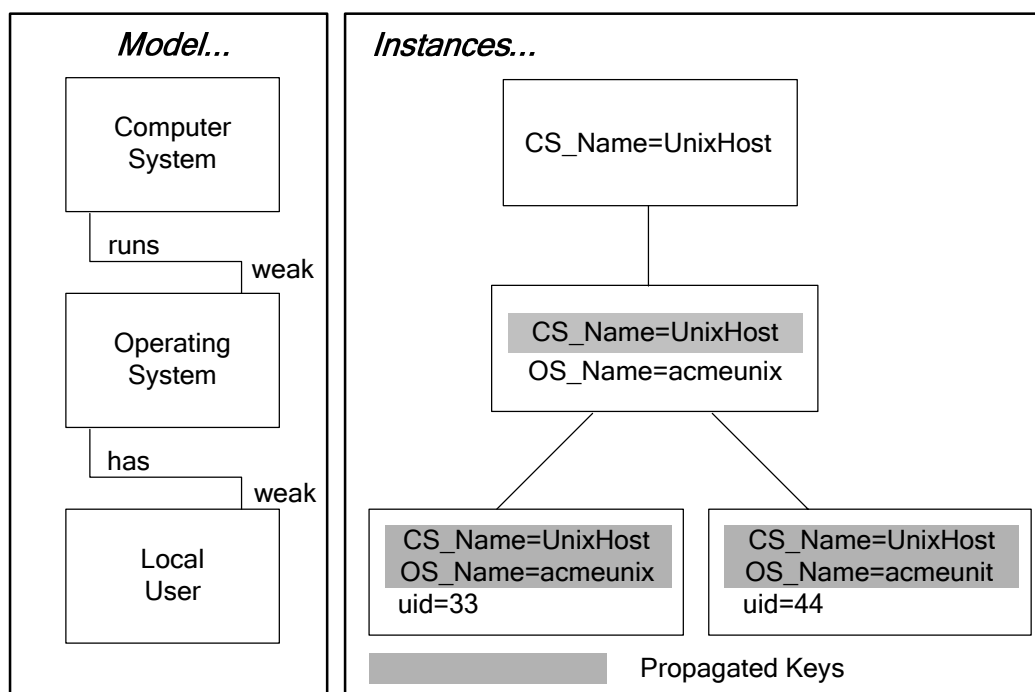 Model...
Computer
System
runs
weak
Operating
System
has
weak
Local
User
Instances...
CS_Name=UnixHost
CS_Name=UnixHost
OS_Name=acmeunix
CS_Name=UnixHost
OS_Name=acmeunix
uid=33
CS_Name=UnixHost
OS_Name=acmeunit
uid=44
Propagated Keys